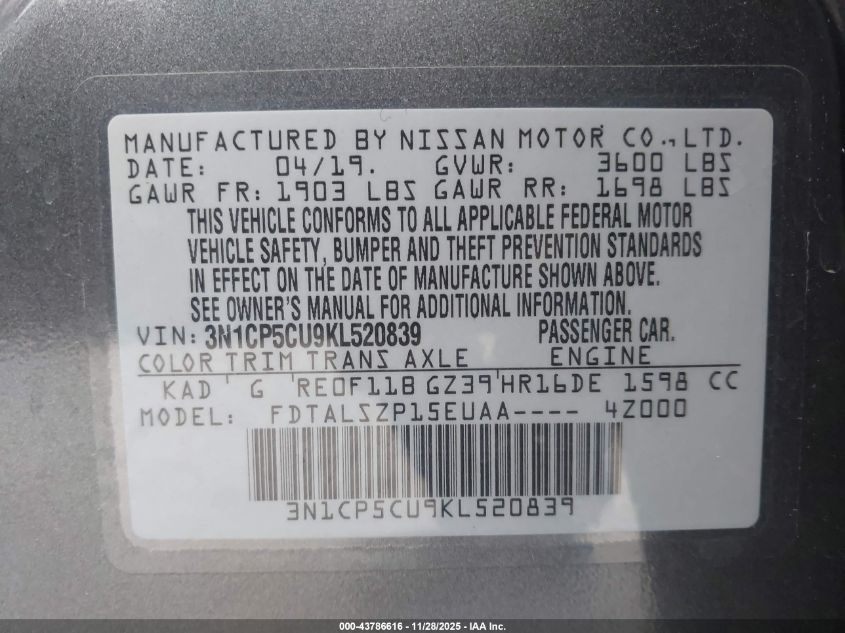 MANUFACTURED BY NISSAN MOTOR CO.,LTD.
DATE: 04/19. GVWR: 3600 LBS
GAWR FR: 1903 LBS GAWR RR: 1698 LBS
THIS VEHICLE CONFORMS TO ALL APPLICABLE FEDERAL MOTOR
VEHICLE SAFETY, BUMPER AND THEFT PREVENTION STANDARDS
IN EFFECT ON THE DATE OF MANUFACTURE SHOWN ABOVE.
SEE OWNER'S MANUAL FOR ADDITIONAL INFORMATION.
VIN: 3N1CP5CU9KL520839 PASSENGER CAR.
COLOR TRIM TRANS AXLE ENGINE
KAD G RE0F11B GZ39 HR16DE 1598 CC
MODEL: FDTALSZP15EUAA---- 4Z000
3N1CP5CU9KL520839
000-43786616 - 11/28/2025 - IAA Inc.